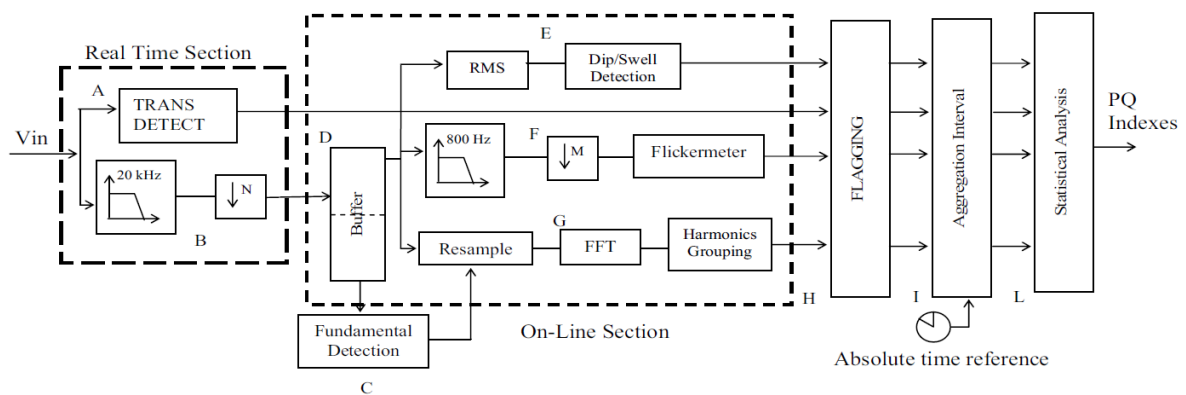 Real Time Section
A
TRANS
DETECT
Vin
20 kHz
N
B
D
Buffer
E
RMS
Dip/Swell
Detection
800 Hz
F
M
Flickermeter
G
Resample
FFT
Harmonics
Grouping
On-Line Section
Fundamental
Detection
C
H
FLAGGING
I
Aggregation Interval
L
Statistical Analysis
PQ
Indexes
Absolute time reference